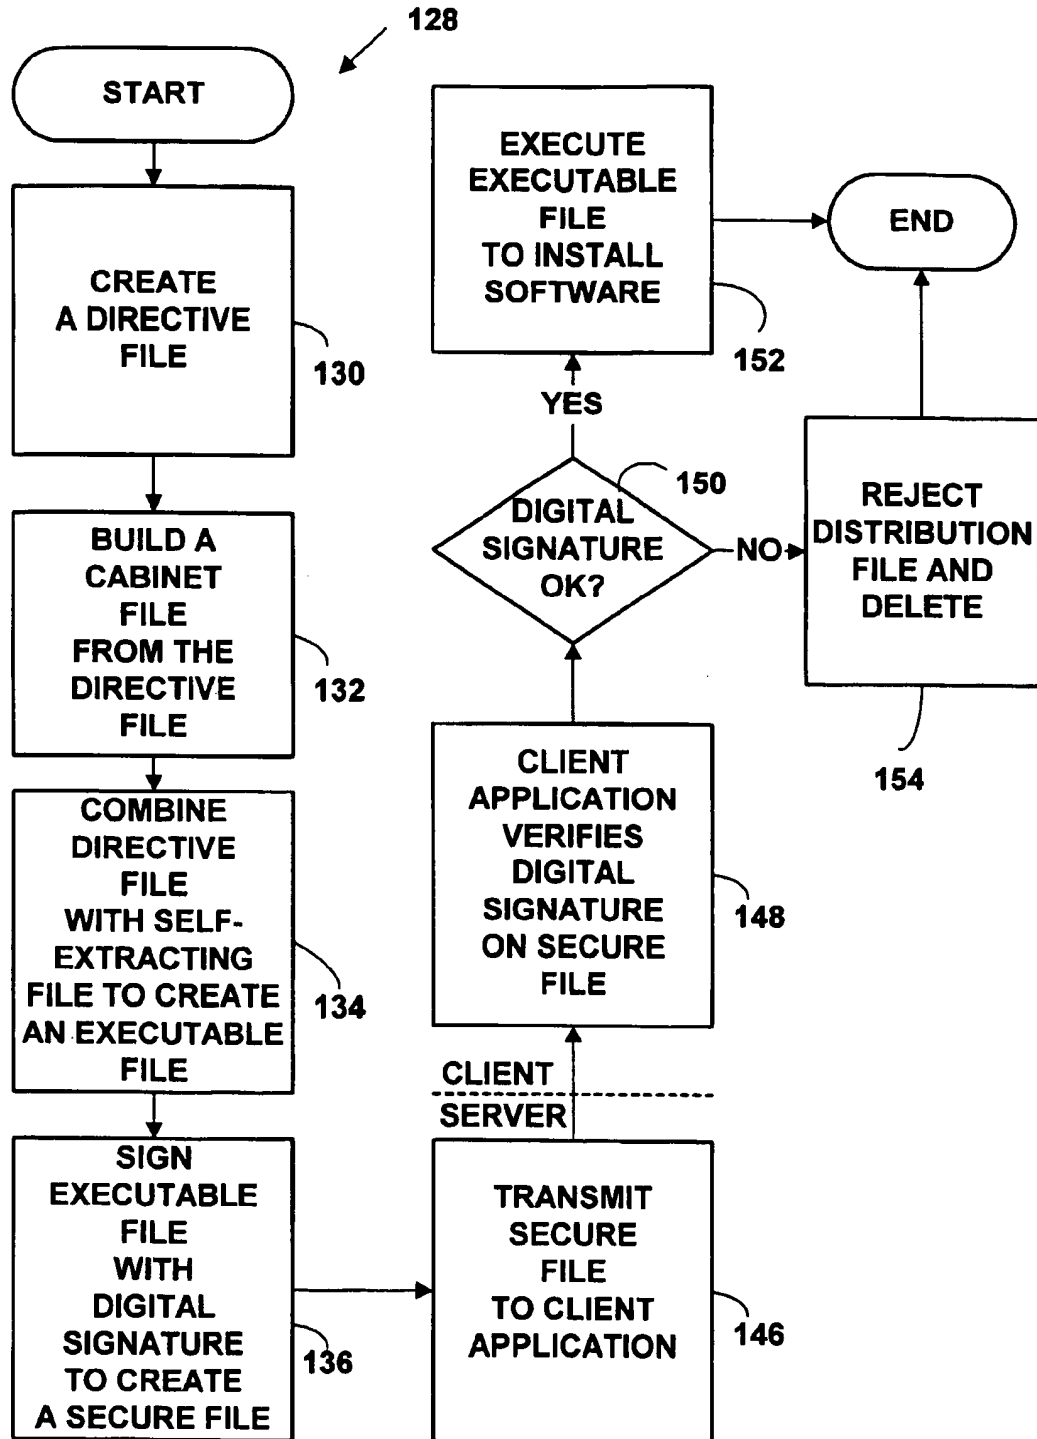 128
START
CREATE
A DIRECTIVE
FILE
130
BUILD A
CABINET
FILE
FROM THE
DIRECTIVE
FILE
132
COMBINE
DIRECTIVE
FILE
WITH SELF-
EXTRACTING
FILE TO CREATE
AN EXECUTABLE
FILE
134
SIGN
EXECUTABLE
FILE
WITH
DIGITAL
SIGNATURE
TO CREATE
A SECURE FILE
136
TRANSMIT
SECURE
FILE
TO CLIENT
APPLICATION
146
SERVER
CLIENT
CLIENT
APPLICATION
VERIFIES
DIGITAL
SIGNATURE
ON SECURE
FILE
148
DIGITAL
SIGNATURE
OK?
150
YES
EXECUTE
EXECUTABLE
FILE
TO INSTALL
SOFTWARE
152
NO
REJECT
DISTRIBUTION
FILE AND
DELETE
154
END